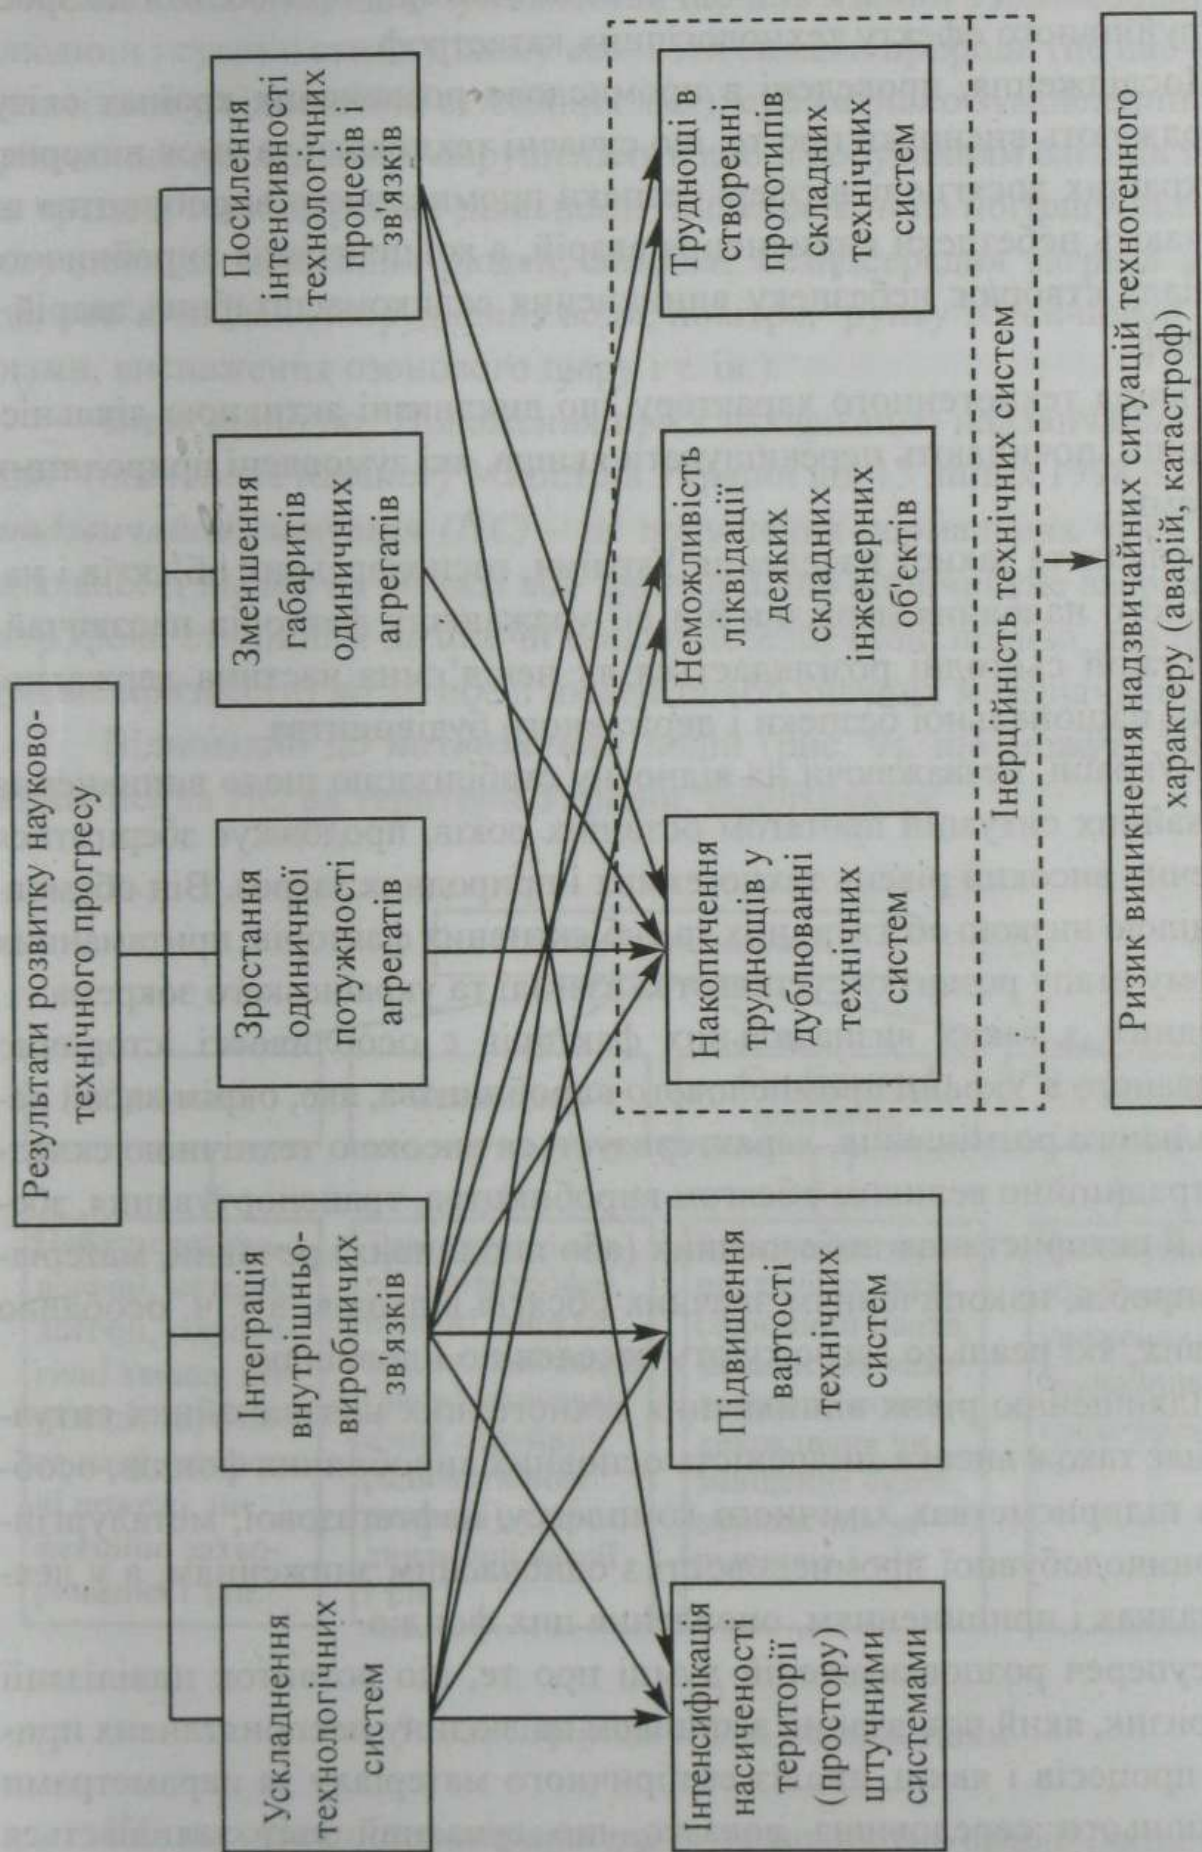 Результати розвитку науково-
технічного прогресу
Ускладнення
технологінних
систем
Інтеграція
внутрішньо-
виробничих
зв'язків
Зростання
одиничної
потужності
агрегатів
Зменшення
габаритів
одиничних
агрегатів
Посилення
інтенсивності
технологічних
процесів і
зв'язків
Інтенсифікація
насиченості
території
(простору)
штучними
системами
Підвищення
вартості
технічних
систем
Накопичення
труднощів у
дублюванні
технічних
систем
Неможливість
ліквідації
деяких
складних
інженерних
об'єктів
Труднощі в
створенні
прототипів
складних
технічних
систем
Інерційність технічних систем
Ризик виникнення надзвичайних ситуацій техногенного
характеру (аварій, катастроф)